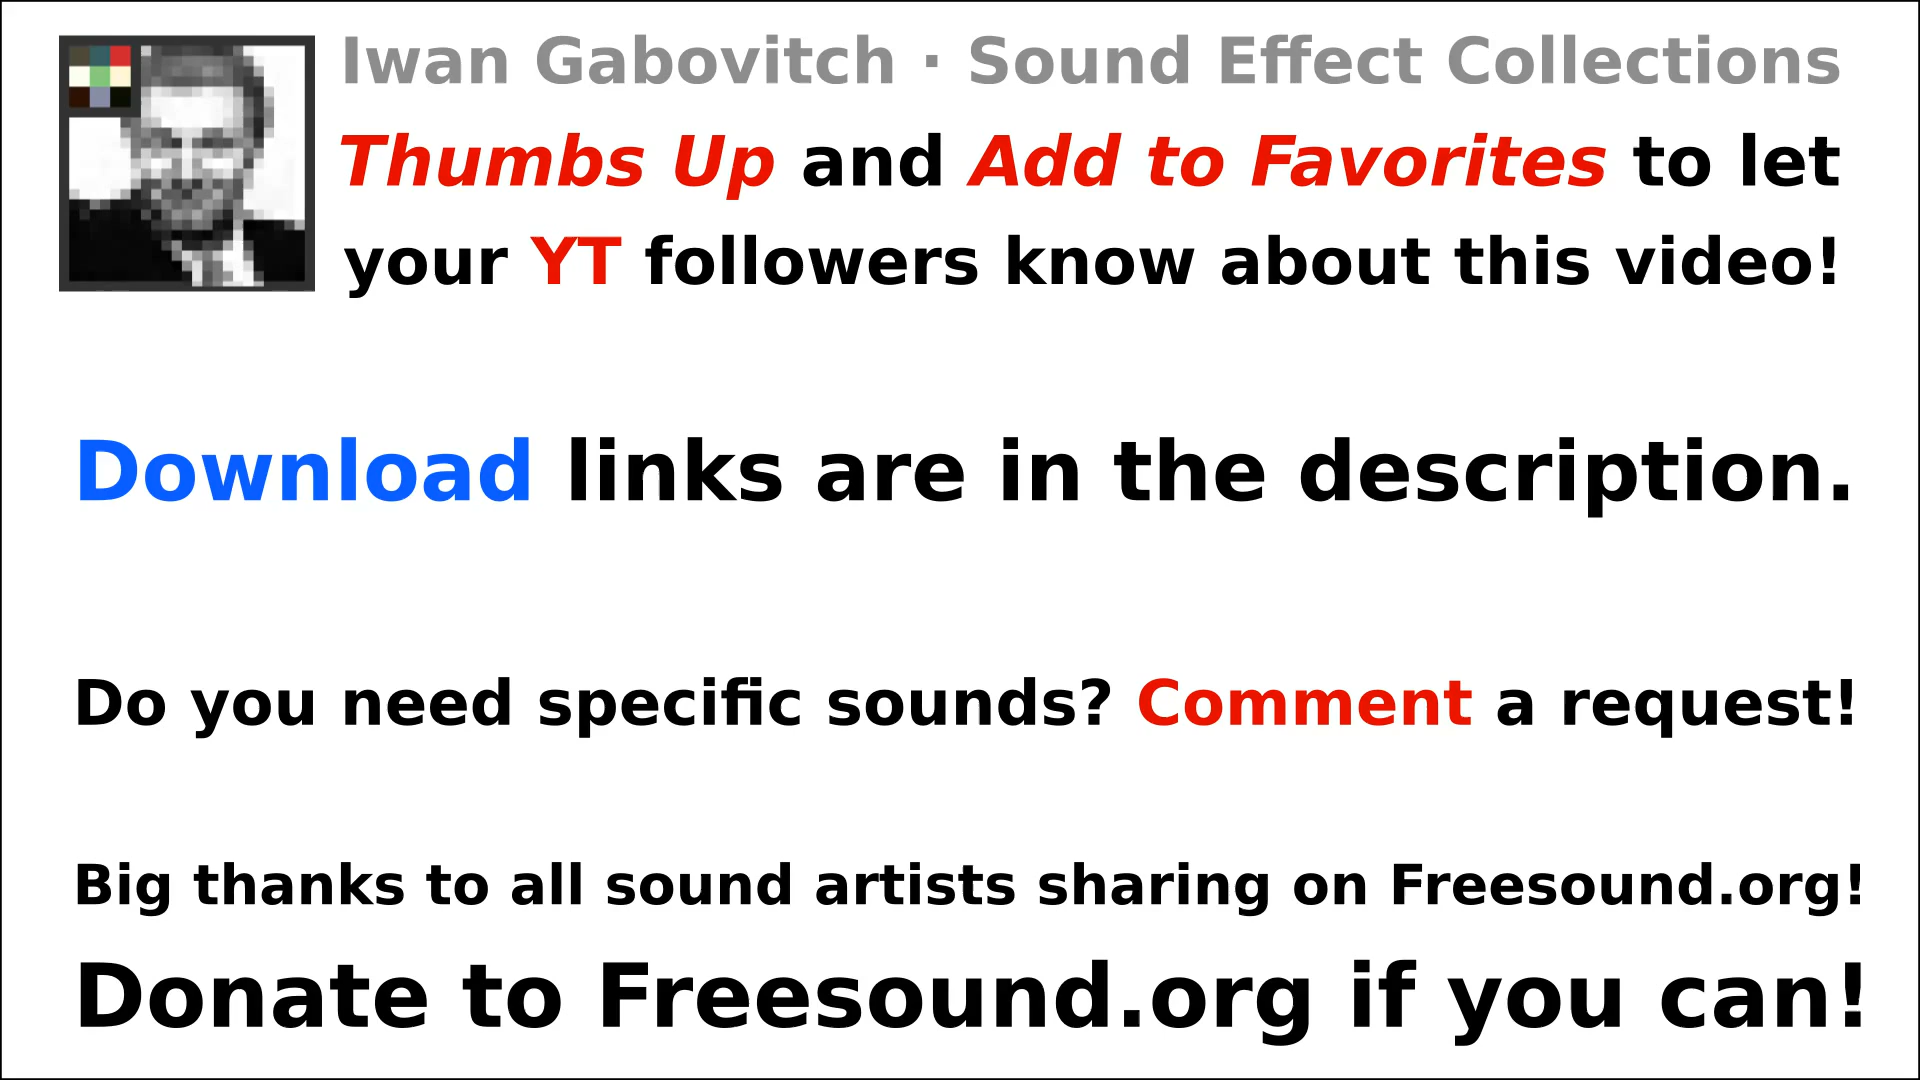 Iwan Gabovitch · Sound Effect Collections
Thumbs Up and Add to Favorites to let
your YT followers know about this video!
Download links are in the description.
Do you need specific sounds? Comment a request!
Big thanks to all sound artists sharing on Freesound.org!
Donate to Freesound.org if you can!